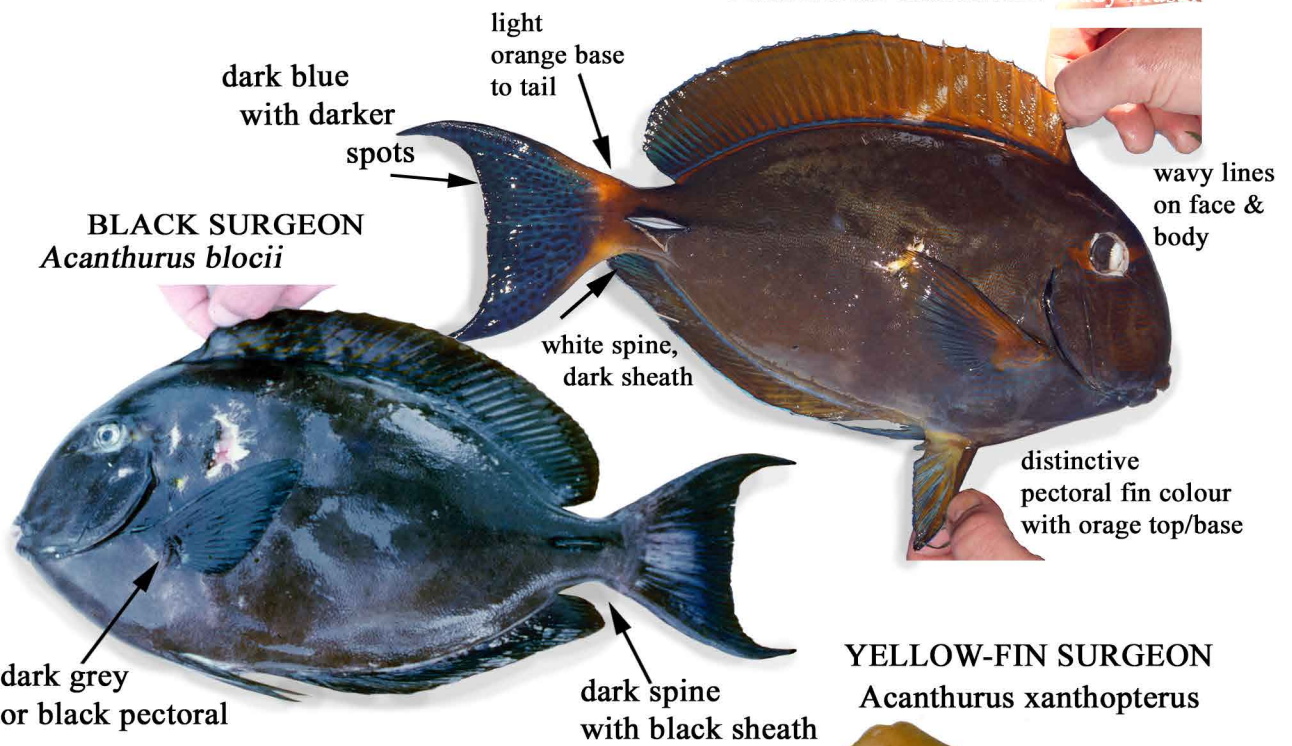 light
orange base
to tail
dark blue
with darker
spots
wavy lines
on face &
body
BLACK SURGEON
Acanthurus blocii
white spine,
dark sheath
distinctive
pectoral fin colour
with orage top/base
dark grey
or black pectoral
dark spine
with black sheath
YELLOW-FIN SURGEON
Acanthurus xanthopterus